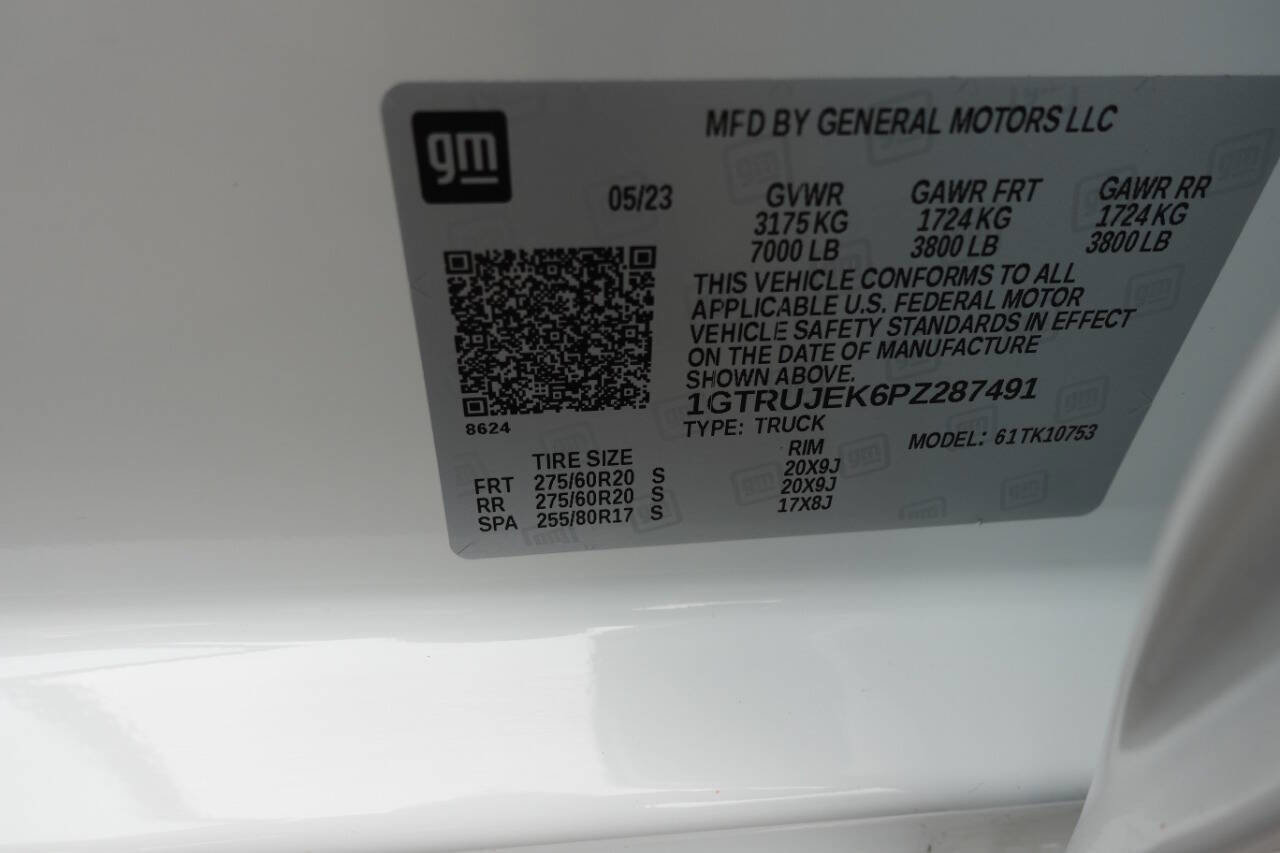 gm
MFD BY GENERAL MOTORS LLC
05/23 GVWR GAWR FRT GAWR RR
3175 KG 1724 KG 1724 KG
7000 LB 3800 LB 3800 LB
THIS VEHICLE CONFORMS TO ALL
APPLICABLE U.S. FEDERAL MOTOR
VEHICLE SAFETY STANDARDS IN EFFECT
ON THE DATE OF MANUFACTURE
SHOWN ABOVE.
1GTRUJEK6PZ287491
8624
TYPE: TRUCK MODEL: 61TK10753
TIRE SIZE RIM
FRT 275/60R20 S 20X9J
RR 275/60R20 S 20X9J
SPA 255/80R17 S 17X8J